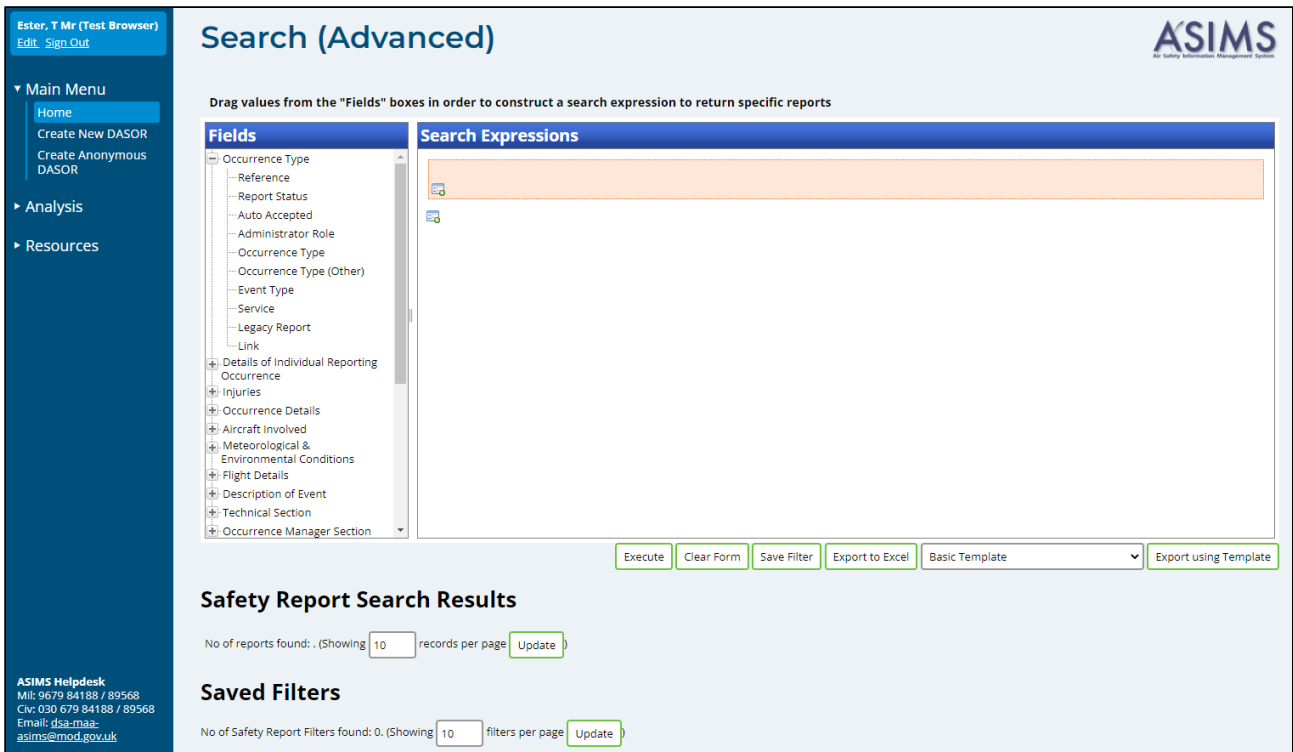 Ester, T Mr (Test Browser)
Edit Sign Out
Main Menu
Home
Create New DASOR
Create Anonymous
DASOR
Analysis
Resources
ASIMS Helpdesk
Mil: 9679 84188 / 89568
Civ: 030 679 84188 / 89568
Email: dsa-maa-
asims@mod.gov.uk
Search (Advanced)
ASIMS
Air Safety Information Management System
Drag values from the "Fields" boxes in order to construct a search expression to return specific reports
Fields
Occurrence Type
Reference
Report Status
Auto Accepted
Administrator Role
Occurrence Type
Occurrence Type (Other)
Event Type
Service
Legacy Report
Link
Details of Individual Reporting
Occurrence
Injuries
Occurrence Details
Aircraft Involved
Meteorological &
Environmental Conditions
Flight Details
Description of Event
Technical Section
Occurrence Manager Section
Search Expressions
Execute Clear Form Save Filter Export to Excel Basic Template Export using Template
Safety Report Search Results
No of reports found: . (Showing 10 records per page Update )
Saved Filters
No of Safety Report Filters found: 0. (Showing 10 filters per page Update )